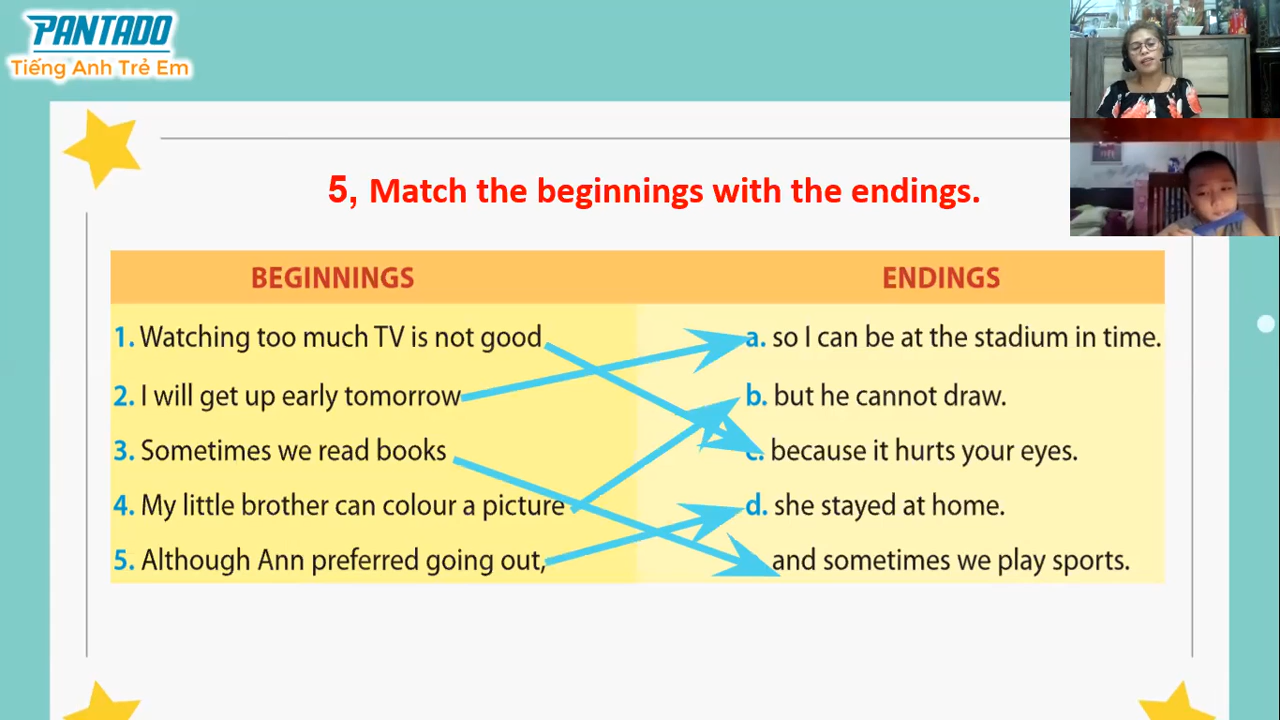 PANTADO
Tiếng Anh Trẻ Em
5, Match the beginnings with the endings.
BEGINNINGS
ENDINGS
1. Watching too much TV is not good
a. so I can be at the stadium in time.
2. I will get up early tomorrow
b. but he cannot draw.
3. Sometimes we read books
c. because it hurts your eyes.
4. My little brother can colour a picture
d. she stayed at home.
5. Although Ann preferred going out,
and sometimes we play sports.